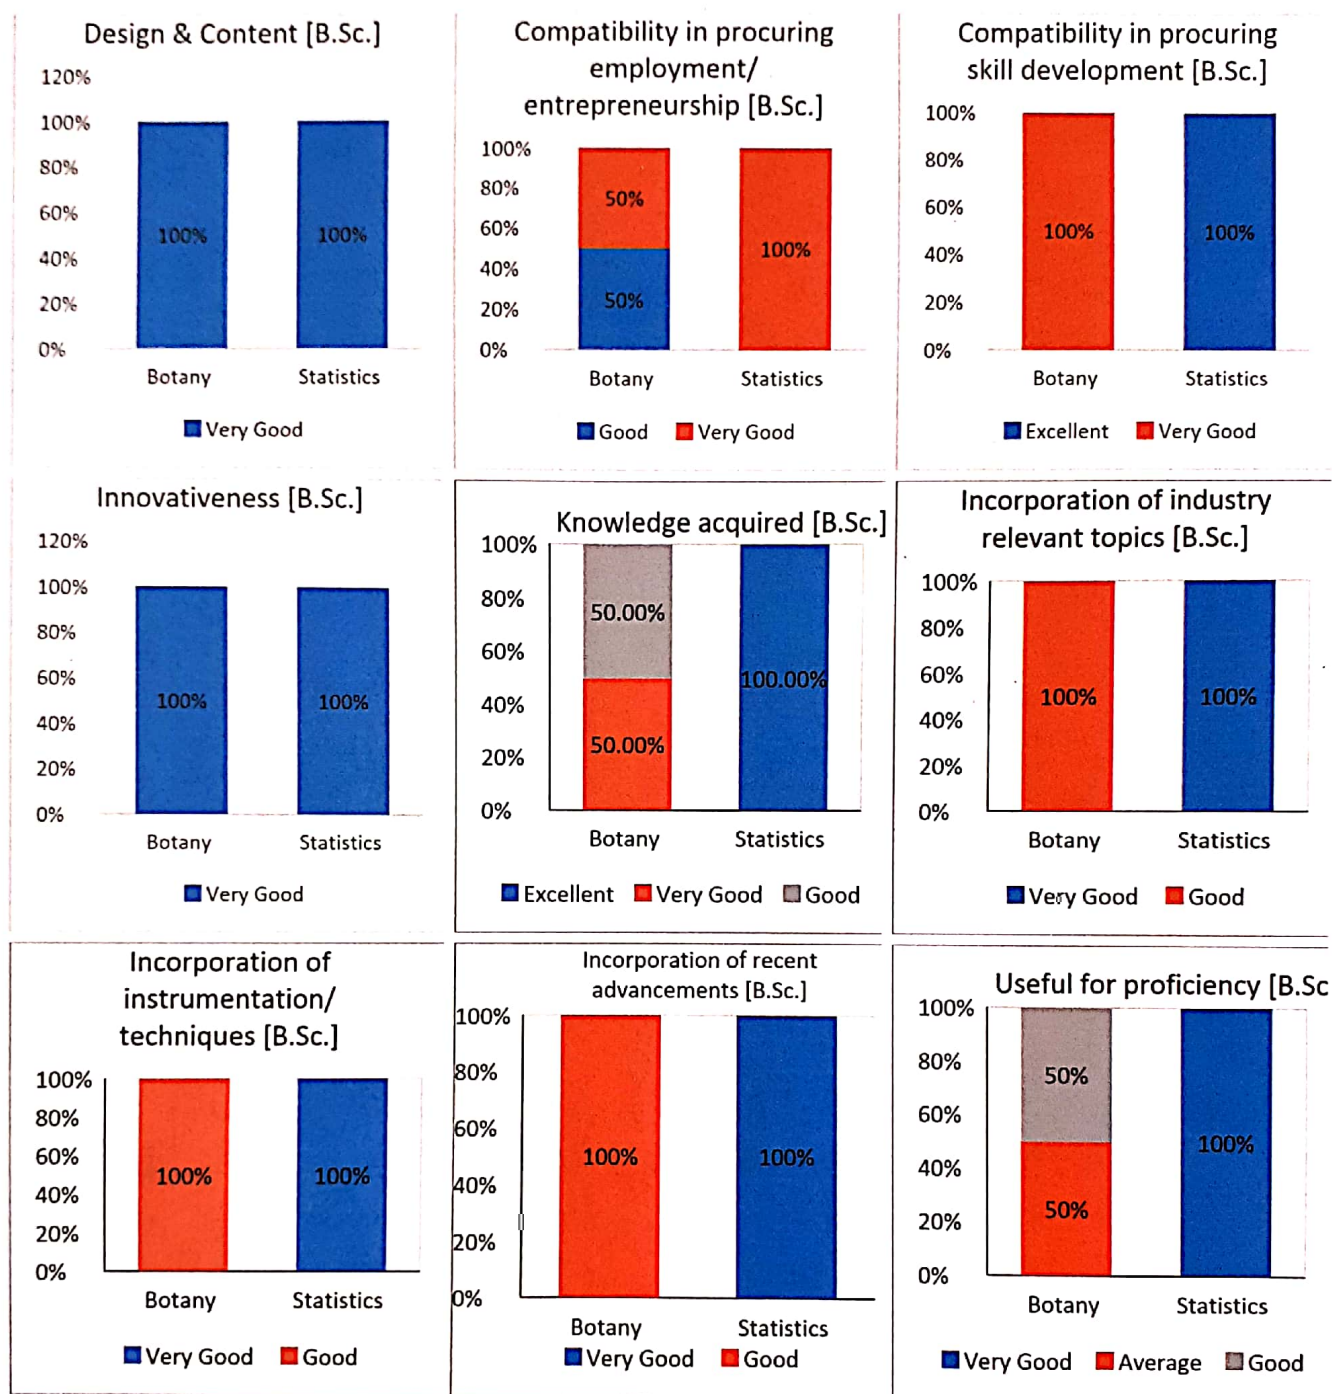 Design & Content [B.Sc.]
120%
100%
80%
60%
40%
20%
0%
100%
100%
Botany
Statistics
Very Good
Compatibility in procuring
employment/
entrepreneurship [B.Sc.]
100%
80%
60%
40%
20%
0%
50%
50%
100%
Botany
Statistics
Good
Very Good
Compatibility in procuring
skill development [B.Sc.]
100%
80%
60%
40%
20%
0%
100%
100%
Botany
Statistics
Excellent
Very Good
Innovativeness [B.Sc.]
120%
100%
80%
60%
40%
20%
0%
100%
100%
Botany
Statistics
Very Good
Knowledge acquired [B.Sc.]
100%
80%
60%
40%
20%
0%
50.00%
50.00%
100.00%
Botany
Statistics
Excellent
Very Good
Good
Incorporation of industry
relevant topics [B.Sc.]
100%
80%
60%
40%
20%
0%
100%
100%
Botany
Statistics
Very Good
Good
Incorporation of
instrumentation/
techniques [B.Sc.]
100%
80%
60%
40%
20%
0%
100%
100%
Botany
Statistics
Very Good
Good
Incorporation of recent
advancements [B.Sc.]
100%
80%
60%
40%
20%
0%
100%
100%
Botany
Statistics
Very Good
Good
Useful for proficiency [B.Sc
100%
80%
60%
40%
20%
0%
50%
50%
100%
Botany
Statistics
Very Good
Average
Good